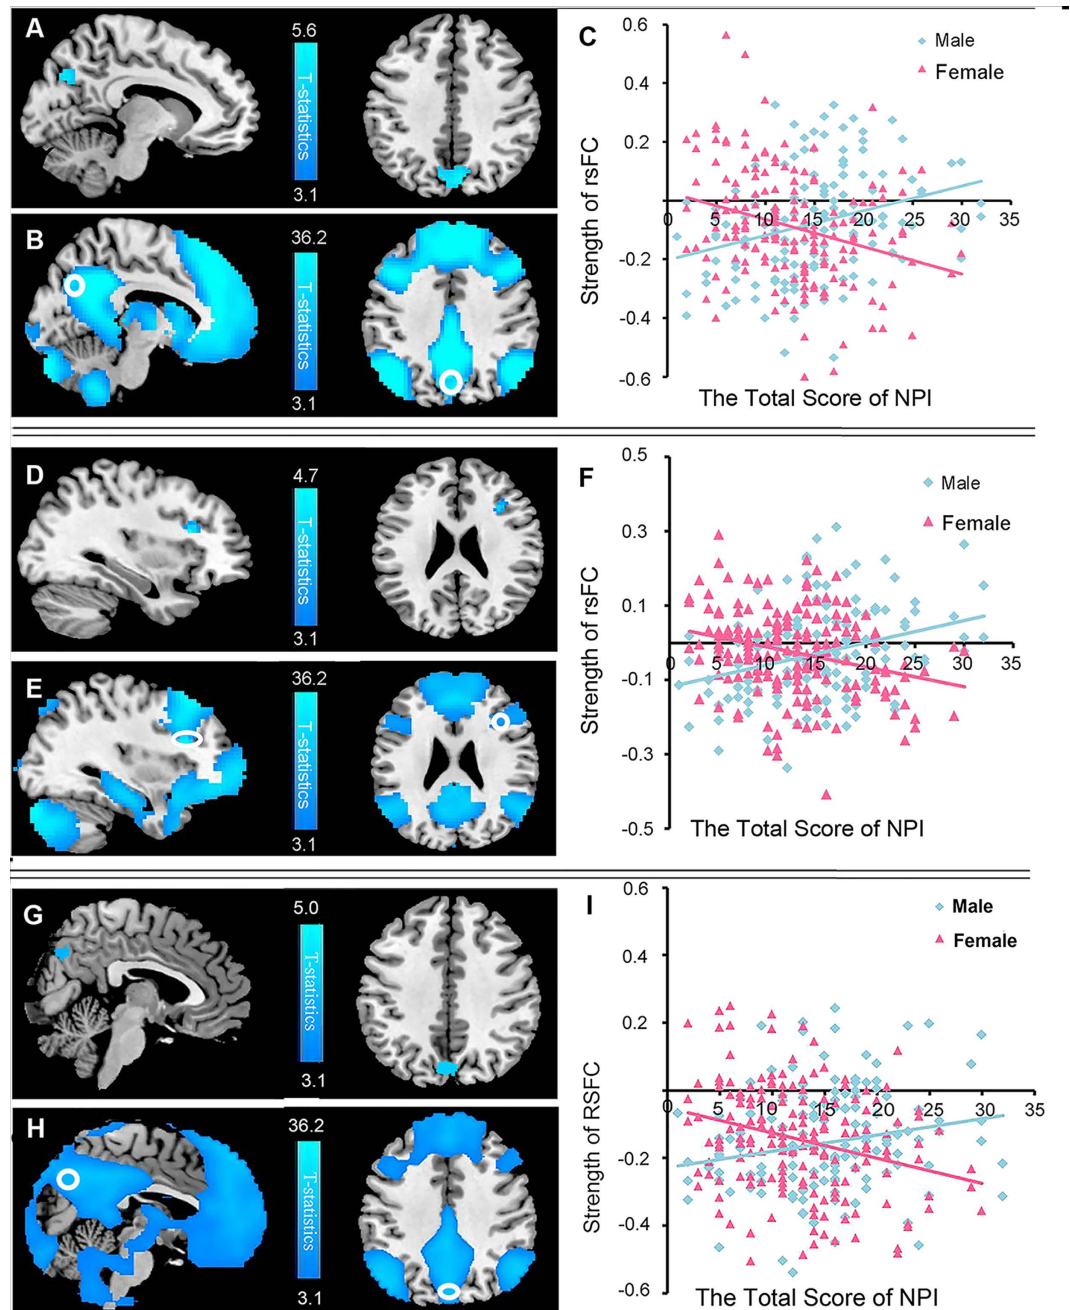 A
5.6
T-statistics
3.1
B
36.2
T-statistics
3.1
C
Male
Female
0.6
0.4
0.2
0
-0.2
-0.4
-0.6
0
5
10
15
20
25
30
35
Strength of rsFC
The Total Score of NPI
D
4.7
T-statistics
3.1
E
36.2
T-statistics
3.1
F
Male
Female
0.5
0.3
0.1
-0.1
-0.3
-0.5
0
5
10
15
20
25
30
35
Strength of rsFC
The Total Score of NPI
G
5.0
T-statistics
3.1
H
36.2
T-statistics
3.1
I
Male
Female
0.6
0.2
0
-0.2
-0.4
-0.6
0
5
10
15
20
25
30
35
Strength of RSFC
The Total Score of NPI